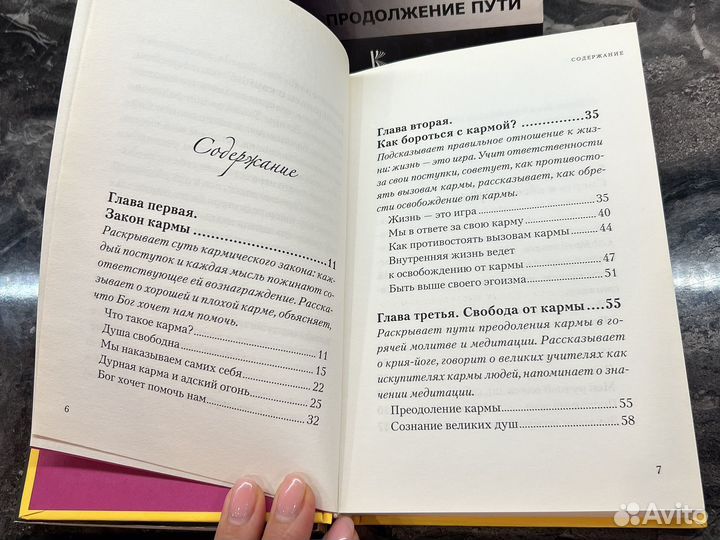 ПРОДОЛЖЕНИЕ ПУТИ
К
Содержание
Глава первая.
Закон кармы ........................ 11
Раскрывает суть кармического закона: каж-
дый поступок и каждая мысль пожинают со-
ответствующее ей вознаграждение. Расска-
зывает о хорошей и плохой карме, объясняет,
что Бог хочет нам помочь.
Что такое карма? ........................ 11
Душа свободна ........................ 15
Мы наказываем самих себя ........................ 22
Дурная карма и адский огонь ........................ 25
Бог хочет помочь нам ........................ 32
6
СОДЕРЖАНИЕ
Глава вторая.
Как бороться с кармой? ............... 35
Подсказывает правильное отношение к жиз-
ни: жизнь — это игра. Учит ответственности
за свои поступки, советует, как противосто-
ять вызовам кармы, рассказывает, как обре-
сти освобождение от кармы.
Жизнь — это игра ........................ 35
Мы в ответе за свою карму ........................ 40
Как противостоять вызовам кармы ........ 44
Внутренняя жизнь ведет
к освобождению от кармы ........................ 47
Быть выше своего эгоизма ........................ 51
Глава третья. Свобода от кармы .... 55
Раскрывает пути преодоления кармы в го-
рячей молитве и медитации. Рассказывает
о крия-йоге, говорит о великих учителях как
искупителях кармы людей, напоминает о зна-
чении медитации.
Преодоление кармы ........................ 55
Сознание великих душ ........................ 58
7
Avito